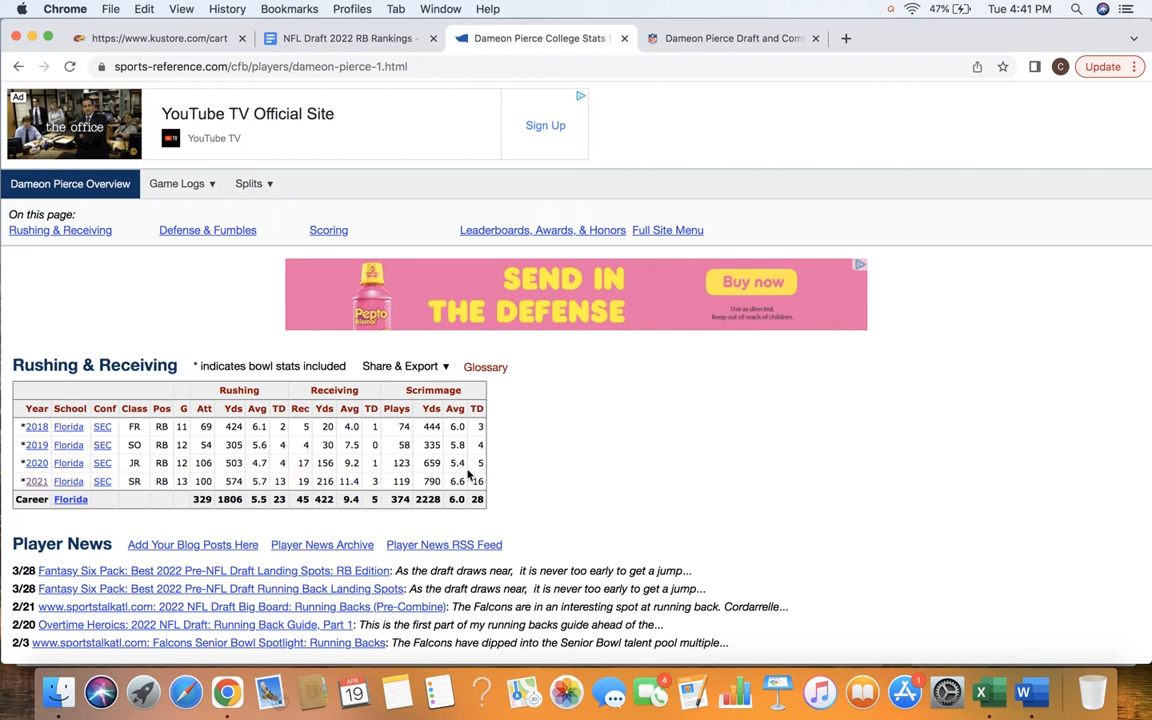 Chrome File Edit View History Bookmarks Profiles Tab Window Help 47% Tue 4:41 PM
https://www.kustore.com/cart NFL Draft 2022 RB Rankings - Dameon Pierce College Stats | Dameon Pierce Draft and Com
sports-reference.com/cfb/players/dameon-pierce-1.html C Update
Ad
the office
YouTube TV Official Site
YouTube TV
Sign Up
Dameon Pierce Overview Game Logs ▼ Splits ▼
On this page:
Rushing & Receiving Defense & Fumbles Scoring Leaderboards, Awards, & Honors Full Site Menu
Pepto Bismol
SEND IN
THE DEFENSE
Buy now
Use as directed.
Keep out of reach of children.
Rushing & Receiving * indicates bowl stats included Share & Export ▼ Glossary
Rushing Receiving Scrimmage
Year School Conf Class Pos G Att Yds Avg TD Rec Yds Avg TD Plays Yds Avg TD
*2018 Florida SEC FR RB 11 69 424 6.1 2 5 20 4.0 1 74 444 6.0 3
*2019 Florida SEC SO RB 12 54 305 5.6 4 4 30 7.5 0 58 335 5.8 4
*2020 Florida SEC JR RB 12 106 503 4.7 4 17 156 9.2 1 123 659 5.4 5
*2021 Florida SEC SR RB 13 100 574 5.7 13 19 216 11.4 3 119 790 6.6 16
Career Florida 329 1806 5.5 23 45 422 9.4 5 374 2228 6.0 28
Player News Add Your Blog Posts Here Player News Archive Player News RSS Feed
3/28 Fantasy Six Pack: Best 2022 Pre-NFL Draft Landing Spots: RB Edition: As the draft draws near, it is never too early to get a jump...
3/28 Fantasy Six Pack: Best 2022 Pre-NFL Draft Running Back Landing Spots: As the draft draws near, it is never too early to get a jump...
2/21 www.sportstalkatl.com: 2022 NFL Draft Big Board: Running Backs (Pre-Combine): The Falcons are in an interesting spot at running back. Cordarrelle...
2/20 Overtime Heroics: 2022 NFL Draft: Running Back Guide, Part 1: This is the first part of my running backs guide ahead of the...
2/3 www.sportstalkatl.com: Falcons Senior Bowl Spotlight: Running Backs: The Falcons have dipped into the Senior Bowl talent pool multiple...
APR
19
4
1
X
W